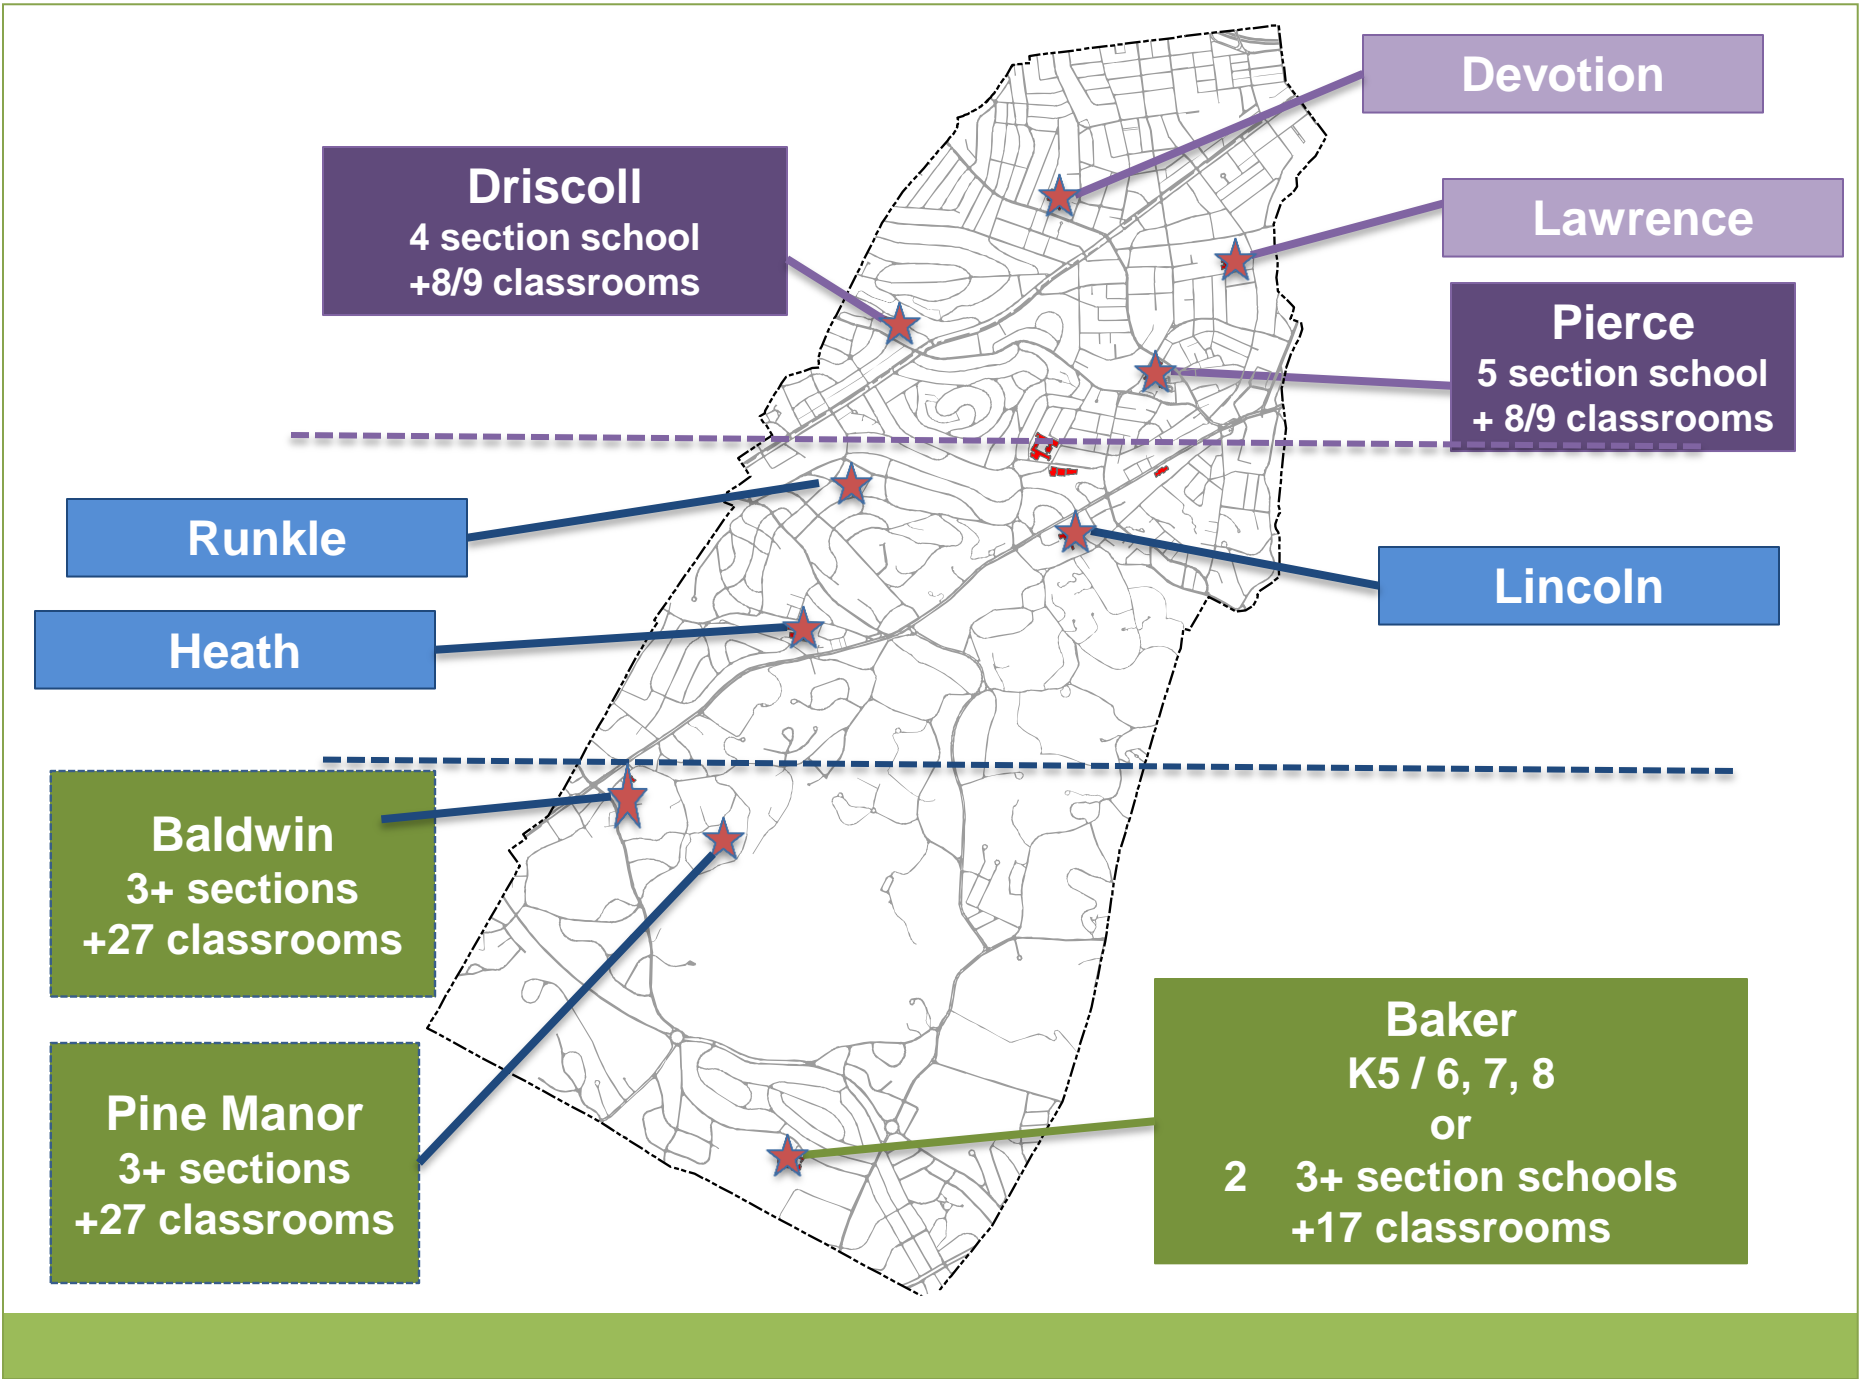 Devotion
Driscoll
4 section school
+8/9 classrooms
Lawrence
Pierce
5 section school
+ 8/9 classrooms
Runkle
Lincoln
Heath
Baldwin
3+ sections
+27 classrooms
Pine Manor
3+ sections
+27 classrooms
Baker
K5 / 6, 7, 8
or
2 3+ section schools
+17 classrooms